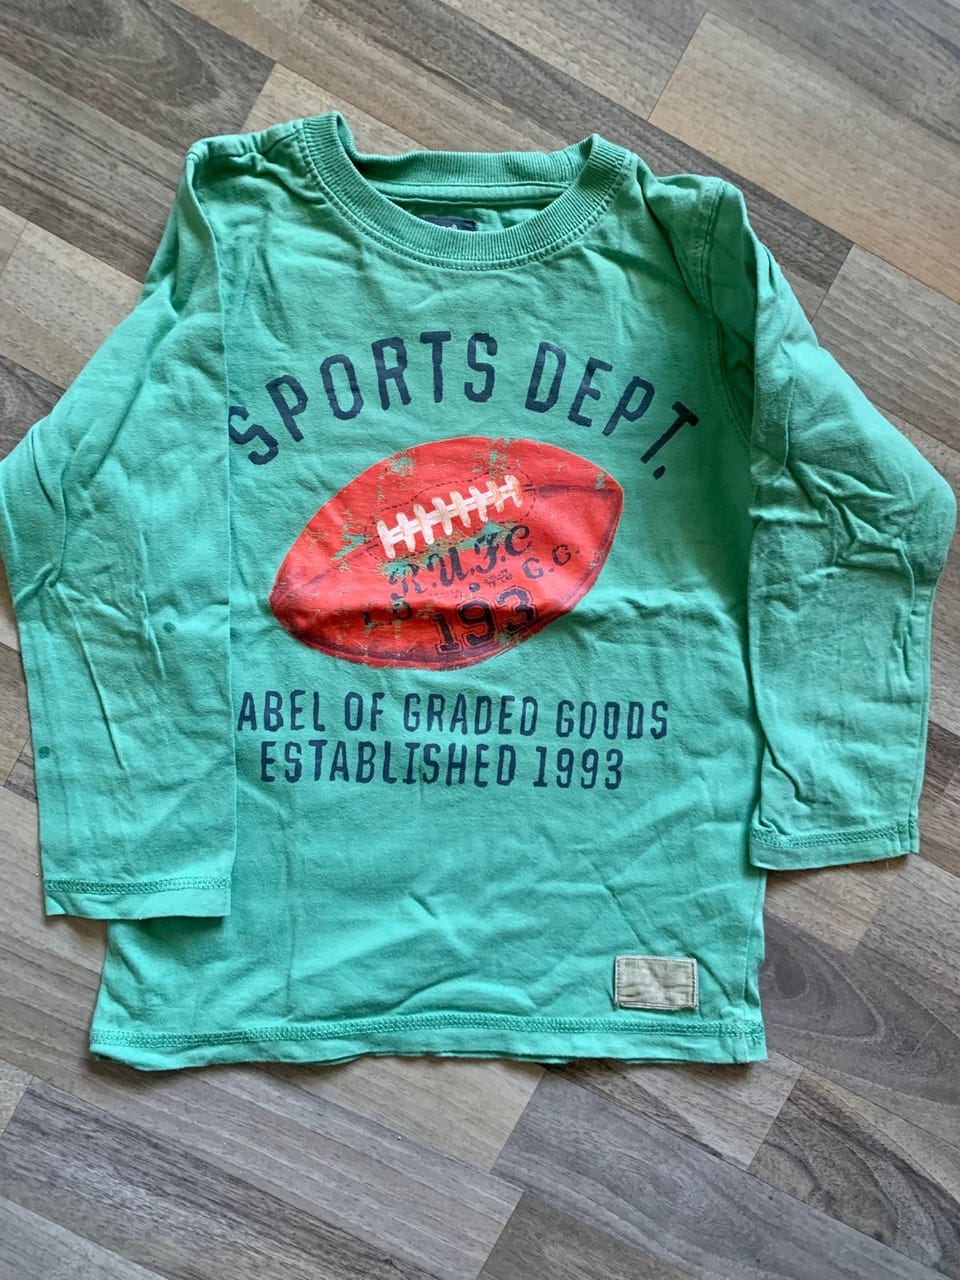 SPORTS DEPT.
R.U.F.C
G.G.
193
ABEL OF GRADED GOODS
ESTABLISHED 1993